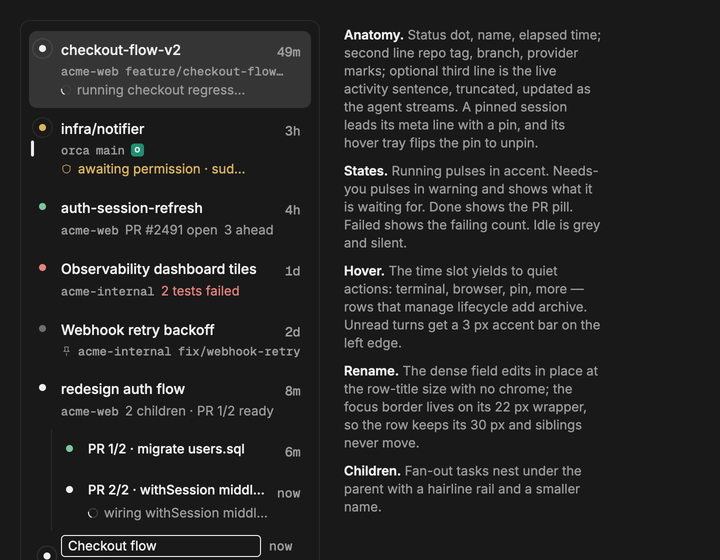 checkout-flow-v2 49m
acme-web feature/checkout-flow…
running checkout regress…
infra/notifier 3h
orca main O
awaiting permission · sud…
auth-session-refresh 4h
acme-web PR #2491 open 3 ahead
Observability dashboard tiles 1d
acme-internal 2 tests failed
Webhook retry backoff 2d
acme-internal fix/webhook-retry
redesign auth flow 8m
acme-web 2 children · PR 1/2 ready
PR 1/2 · migrate users.sql 6m
PR 2/2 · withSession middl… now
wiring withSession middl…
Checkout flow now
Anatomy. Status dot, name, elapsed time;
second line repo tag, branch, provider
marks; optional third line is the live
activity sentence, truncated, updated as
the agent streams. A pinned session
leads its meta line with a pin, and its
hover tray flips the pin to unpin.
States. Running pulses in accent. Needs-
you pulses in warning and shows what it
is waiting for. Done shows the PR pill.
Failed shows the failing count. Idle is grey
and silent.
Hover. The time slot yields to quiet
actions: terminal, browser, pin, more —
rows that manage lifecycle add archive.
Unread turns get a 3 px accent bar on the
left edge.
Rename. The dense field edits in place at
the row-title size with no chrome; the
focus border lives on its 22 px wrapper,
so the row keeps its 30 px and siblings
never move.
Children. Fan-out tasks nest under the
parent with a hairline rail and a smaller
name.